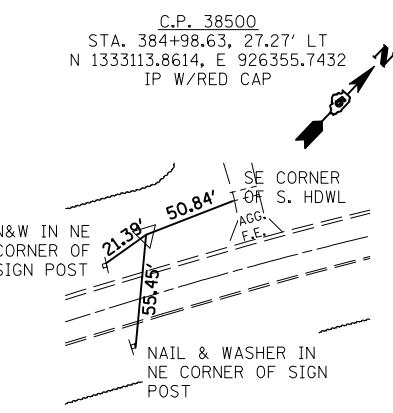 C.P. 38500
STA. 384+98.63, 27.27' LT
N 1333113.8614, E 926355.7432
IP W/RED CAP
N
SE CORNER
OF S. HDWL
50.84'
AGG.
F.E.
21.39'
N&W IN NE
CORNER OF
SIGN POST
55.45'
NAIL & WASHER IN
NE CORNER OF SIGN
POST